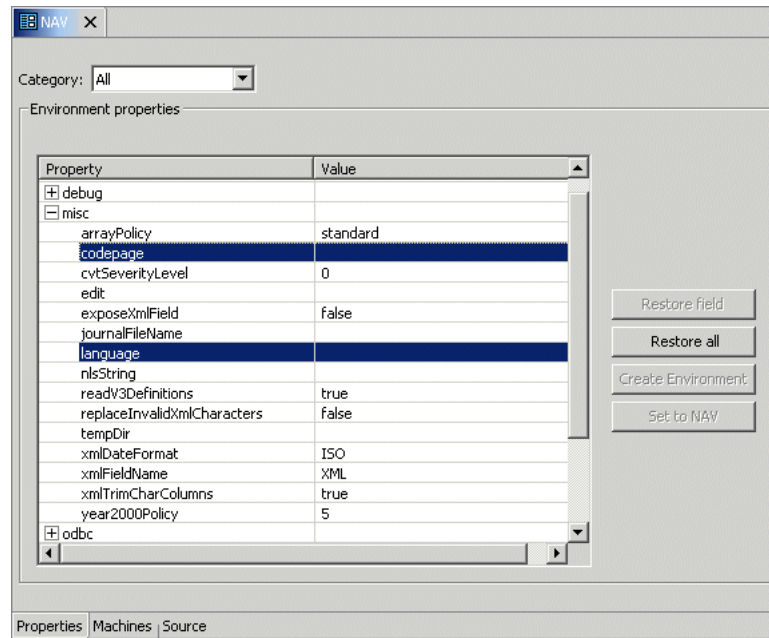 NAV
Category: All
Environment properties
Property Value
debug
misc
arrayPolicy standard
codepage
cvtSeverityLevel 0
edit
exposeXmlField false
journalFileName
language
nlsString
readV3Definitions true
replaceInvalidXmlCharacters false
tempDir
xmlDateFormat ISO
xmlFieldName XML
xmlTrimCharColumns true
year2000Policy 5
odbc
Restore field
Restore all
Create Environment
Set to NAV
Properties Machines Source